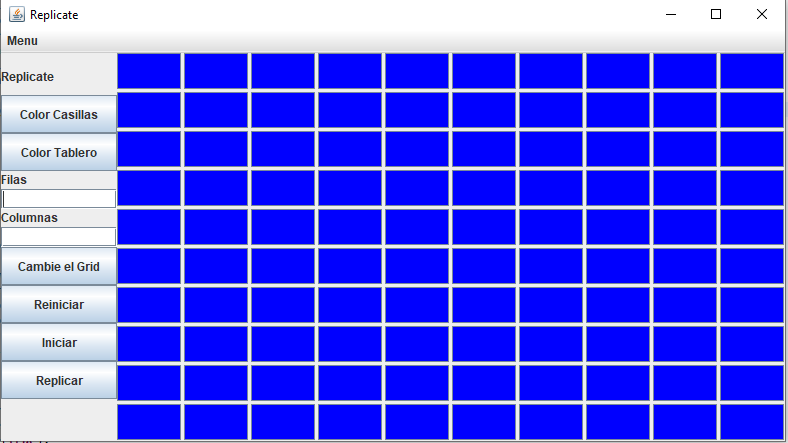 Replicate
Menu
Replicate
Color Casillas
Color Tablero
Filas
Columnas
Cambie el Grid
Reiniciar
Iniciar
Replicar